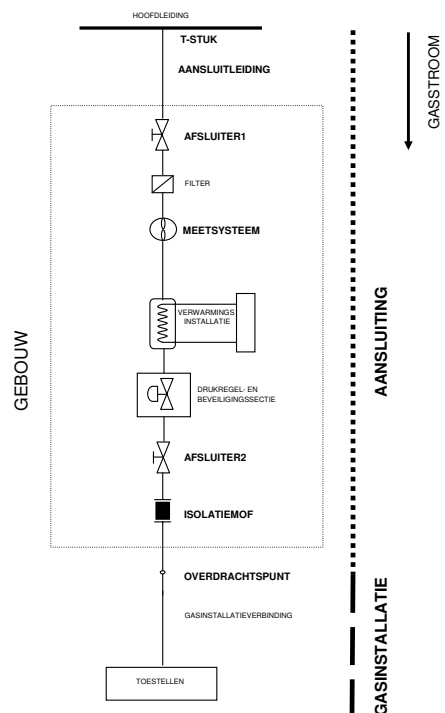 HOOFDLEIDING
T-STUK
AANSLUITLEIDING
GASSTROOM
AFSLUITER1
FILTER
MEETSYSTEEM
VERWARMINGS
INSTALLATIE
AANSLUITING
GEBOUW
DRUKREGEL- EN
BEVEILIGINGSSECTIE
AFSLUITER2
ISOLATIEMOF
OVERDRACHTSPUNT
GASINSTALLATIEVERBINDING
GASINSTALLATIE
TOESTELLEN